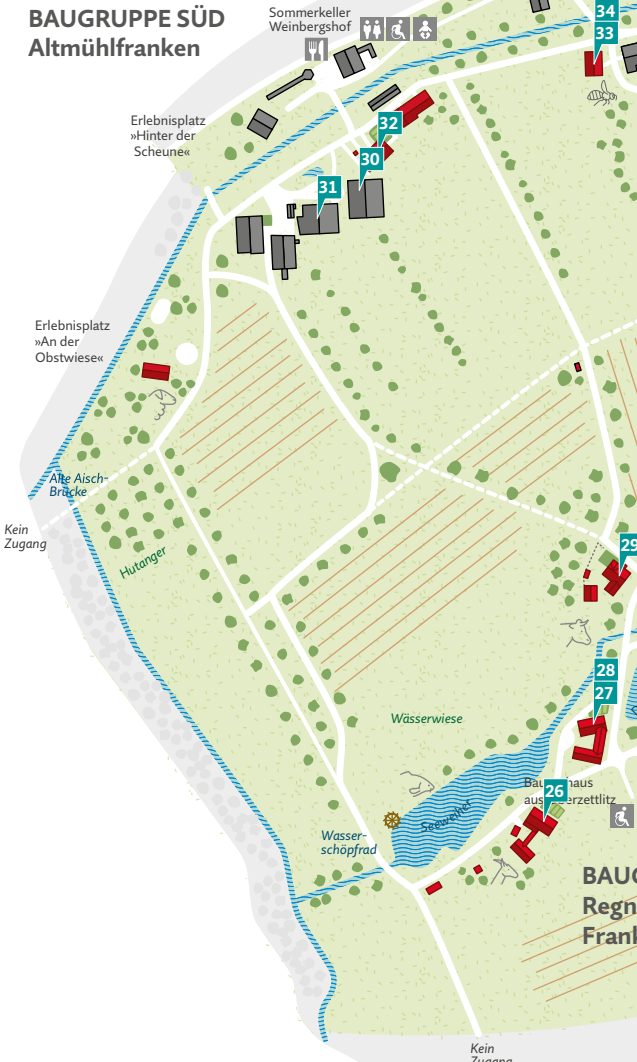 BAUGRUPPE SÜD
Altmühlfranken
Sommerkeller
Weinbergshof
34
33
Erlebnisplatz
»Hinter der
Scheune«
32
30
31
Erlebnisplatz
»An der
Obstwiese«
Alte Aisch-
Brücke
Kein
Zugang
Hutanger
29
28
27
Wässerwiese
26
Seeweiher
Wasser-
schöpfrad
BAUG
Regn
Frank
Kein
Zugang